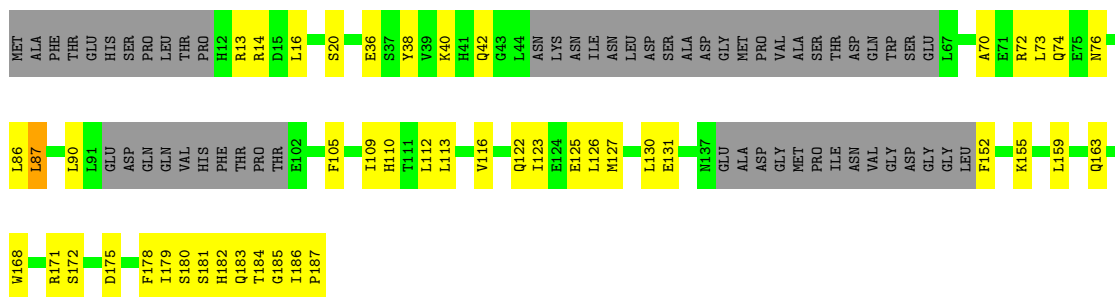 MET ALA PHE THR GLU HIS SER PRO LEU THR PRO H12 R13 R14 D15 L16 S20 E36 S37 Y38 V39 K40 H41 Q42 G43 L44 ASN LYS ASN ILE ASN LEU ASP SER ALA ASP GLY MET PRO VAL ALA SER THR ASP GLN TRP SER GLU L67 A70 E71 R72 L73 Q74 E75 N76
L86 L87 L90 L91 GLU ASP GLN GLN VAL HIS PHE THR PRO THR E102 F105 I109 H110 T111 L112 L113 V116 Q122 I123 E124 E125 L126 M127 L130 E131 N137 GLU ALA ASP GLY MET PRO ILE ASN VAL GLY ASP GLY GLY LEU F152 K155 L159 Q163
W168 R171 S172 D175 F178 I179 S180 S181 H182 Q183 T184 G185 I186 P187